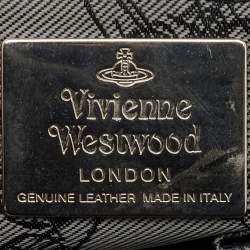 Vivienne
Westwood
LONDON
GENUINE LEATHER MADE IN ITALY